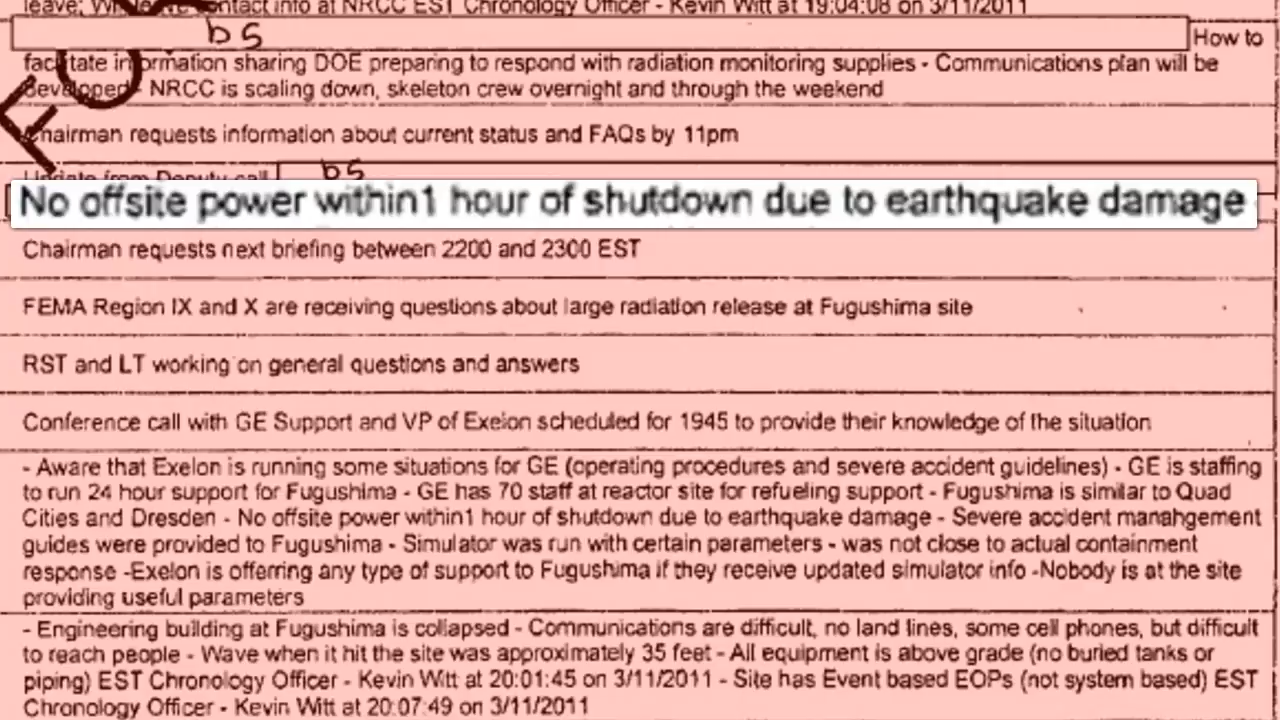 leave; Will leave contact info at NRCC EST Chronology Officer - Kevin Witt at 19:04:08 on 3/11/2011
b5
How to
facilitate information sharing DOE preparing to respond with radiation monitoring supplies - Communications plan will be
developed - NRCC is scaling down, skeleton crew overnight and through the weekend
Chairman requests information about current status and FAQs by 11pm
Update from Deputy call
b5
No offsite power within1 hour of shutdown due to earthquake damage
Chairman requests next briefing between 2200 and 2300 EST
FEMA Region IX and X are receiving questions about large radiation release at Fugushima site
RST and LT working on general questions and answers
Conference call with GE Support and VP of Exelon scheduled for 1945 to provide their knowledge of the situation
- Aware that Exelon is running some situations for GE (operating procedures and severe accident guidelines) - GE is staffing
to run 24 hour support for Fugushima - GE has 70 staff at reactor site for refueling support - Fugushima is similar to Quad
Cities and Dresden - No offsite power within1 hour of shutdown due to earthquake damage - Severe accident manahgement
guides were provided to Fugushima - Simulator was run with certain parameters - was not close to actual containment
response -Exelon is offerring any type of support to Fugushima if they receive updated simulator info -Nobody is at the site
providing useful parameters
- Engineering building at Fugushima is collapsed - Communications are difficult, no land lines, some cell phones, but difficult
to reach people - Wave when it hit the site was approximately 35 feet - All equipment is above grade (no buried tanks or
piping) EST Chronology Officer - Kevin Witt at 20:01:45 on 3/11/2011 - Site has Event based EOPs (not system based) EST
Chronology Officer - Kevin Witt at 20:07:49 on 3/11/2011